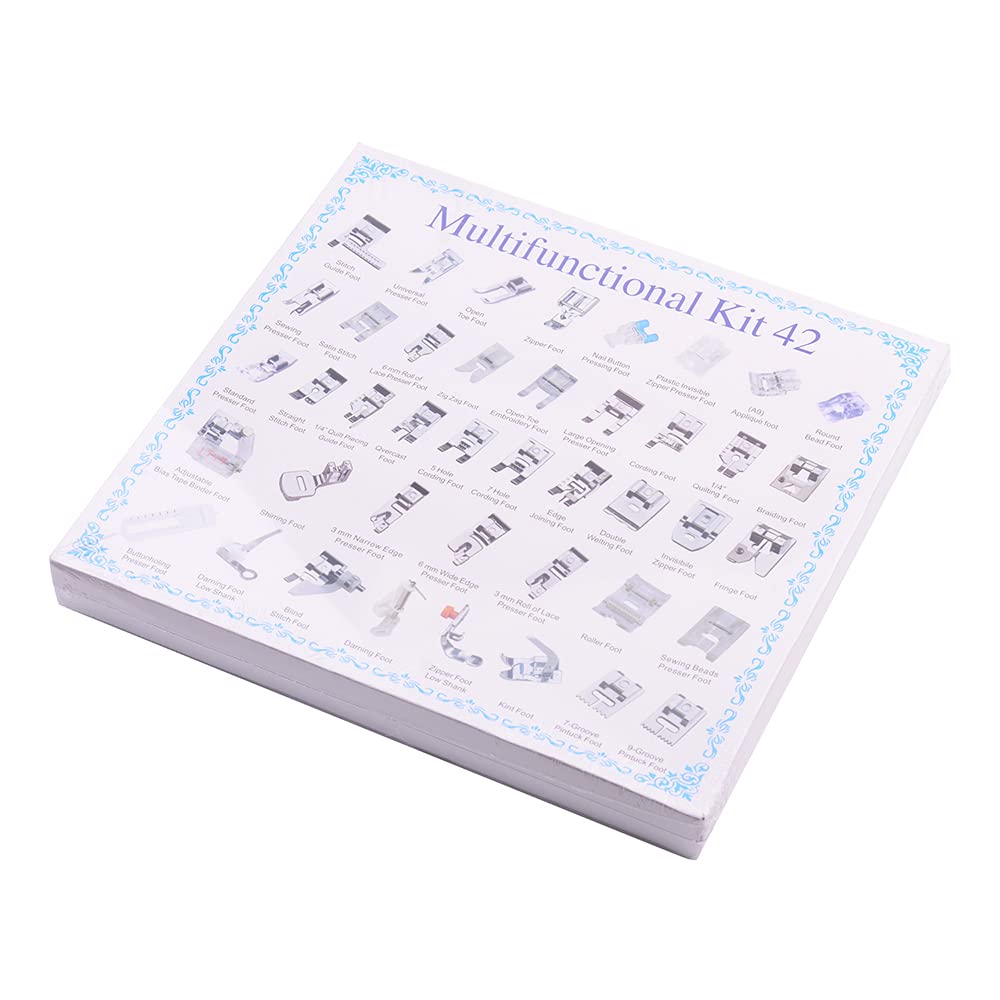 Multifunctional Kit 42
Stitch
Guide Foot
Universal
Presser Foot
Open
Toe Foot
Zipper Foot
Nail Button
Pressing Foot
Plastic Invisible
Zipper Presser Foot
(A9)
Applique foot
Round
Bead Foot
Sewing
Presser Foot
Satin Stitch
Foot
6 mm Roll of
Lace Presser Foot
Zig Zag Foot
Open Toe
Embroidery Foot
Large Opening
Presser Foot
Cording Foot
1/4"
Quilting Foot
Braiding Foot
Standard
Presser Foot
Straight
Stitch Foot
1/4" Quilt Piecing
Guide Foot
Overcast
Foot
5 Hole
Cording Foot
7 Hole
Cording Foot
Edge
Joining Foot
Double
Welting Foot
Invisible
Zipper Foot
Fringe Foot
Adjustable
Bias Tape Binder Foot
Shirring Foot
3 mm Narrow Edge
Presser Foot
6 mm Wide Edge
Presser Foot
3 mm Roll of Lace
Presser Foot
Roller Foot
Sewing Beads
Presser Foot
Buttonholing
Presser Foot
Darning Foot
Low Shank
Blind
Stitch Foot
Darning Foot
Zipper Foot
Low Shank
Kint Foot
7-Groove
Pintuck Foot
9-Groove
Pintuck Foot